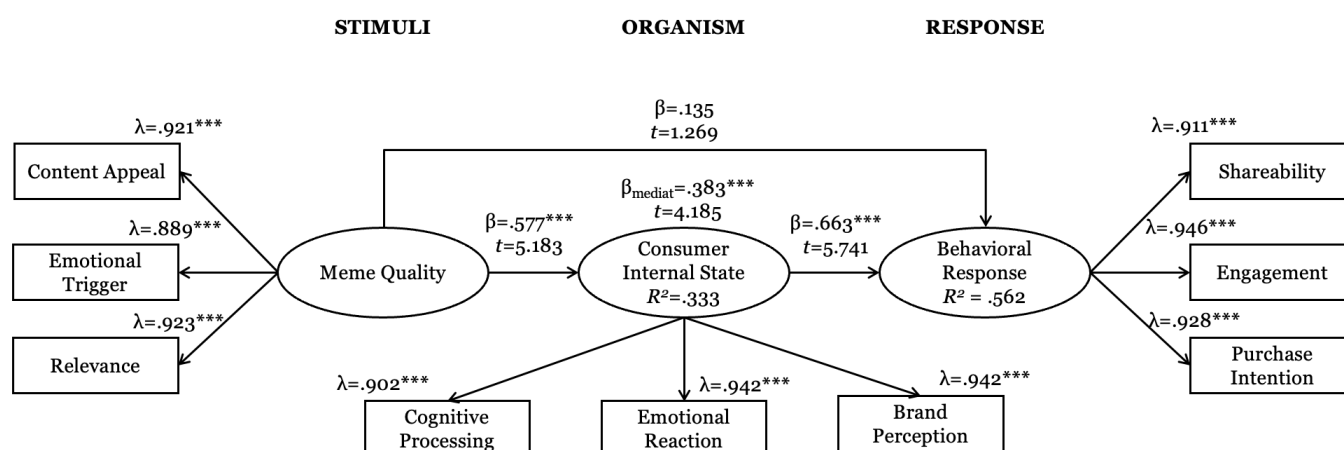 STIMULI
ORGANISM
RESPONSE
β=.135
t=1.269
λ=.921***
Content Appeal
λ=.889***
Emotional
Trigger
λ=.923***
Relevance
Meme Quality
β=.577***
t=5.183
βmediat=.383***
t=4.185
Consumer
Internal State
R²=.333
β=.663***
t=5.741
Behavioral
Response
R² = .562
λ=.911***
Shareability
λ=.946***
Engagement
λ=.928***
Purchase
Intention
λ=.902***
Cognitive
Processing
λ=.942***
Emotional
Reaction
λ=.942***
Brand
Perception